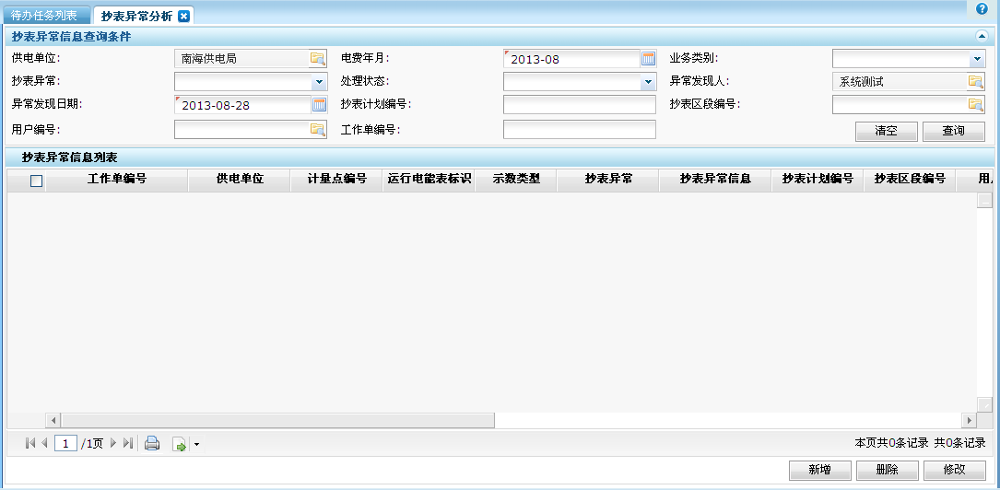 待办任务列表 抄表异常分析
抄表异常信息查询条件
供电单位: 南海供电局 电费年月: 2013-08 业务类别:
抄表异常: 处理状态: 异常发现人: 系统测试
异常发现日期: 2013-08-28 抄表计划编号: 抄表区段编号:
用户编号: 工作单编号: 清空 查询
抄表异常信息列表
工作单编号 供电单位 计量点编号 运行电能表标识 示数类型 抄表异常 抄表异常信息 抄表计划编号 抄表区段编号 用
1 /1页 本页共0条记录 共0条记录
新增 删除 修改